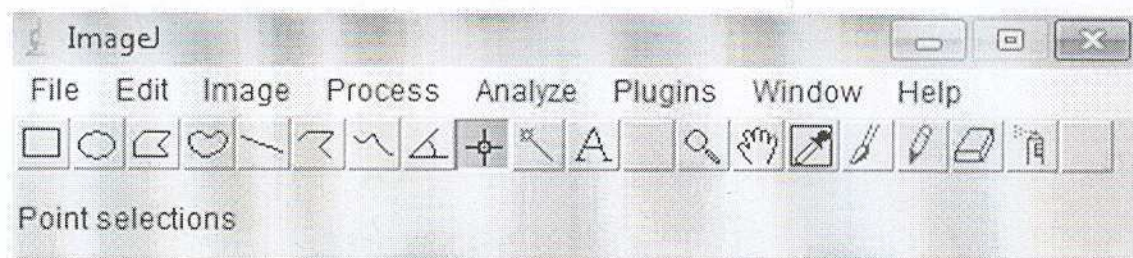 ImageJ
File Edit Image Process Analyze Plugins Window Help
A
Point selections